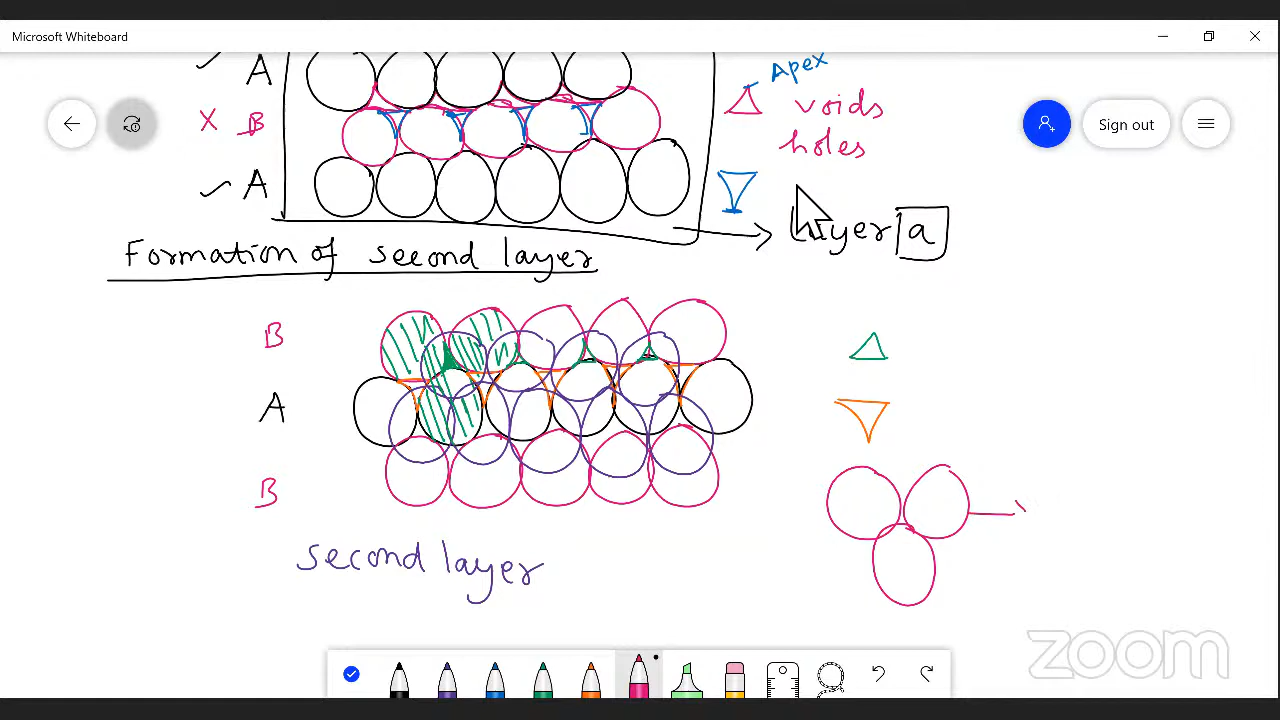 Microsoft Whiteboard
A
Apex
X B
voids
holes
Sign out
A
layer a
Formation of second layer
B
A
B
second layer
zoom